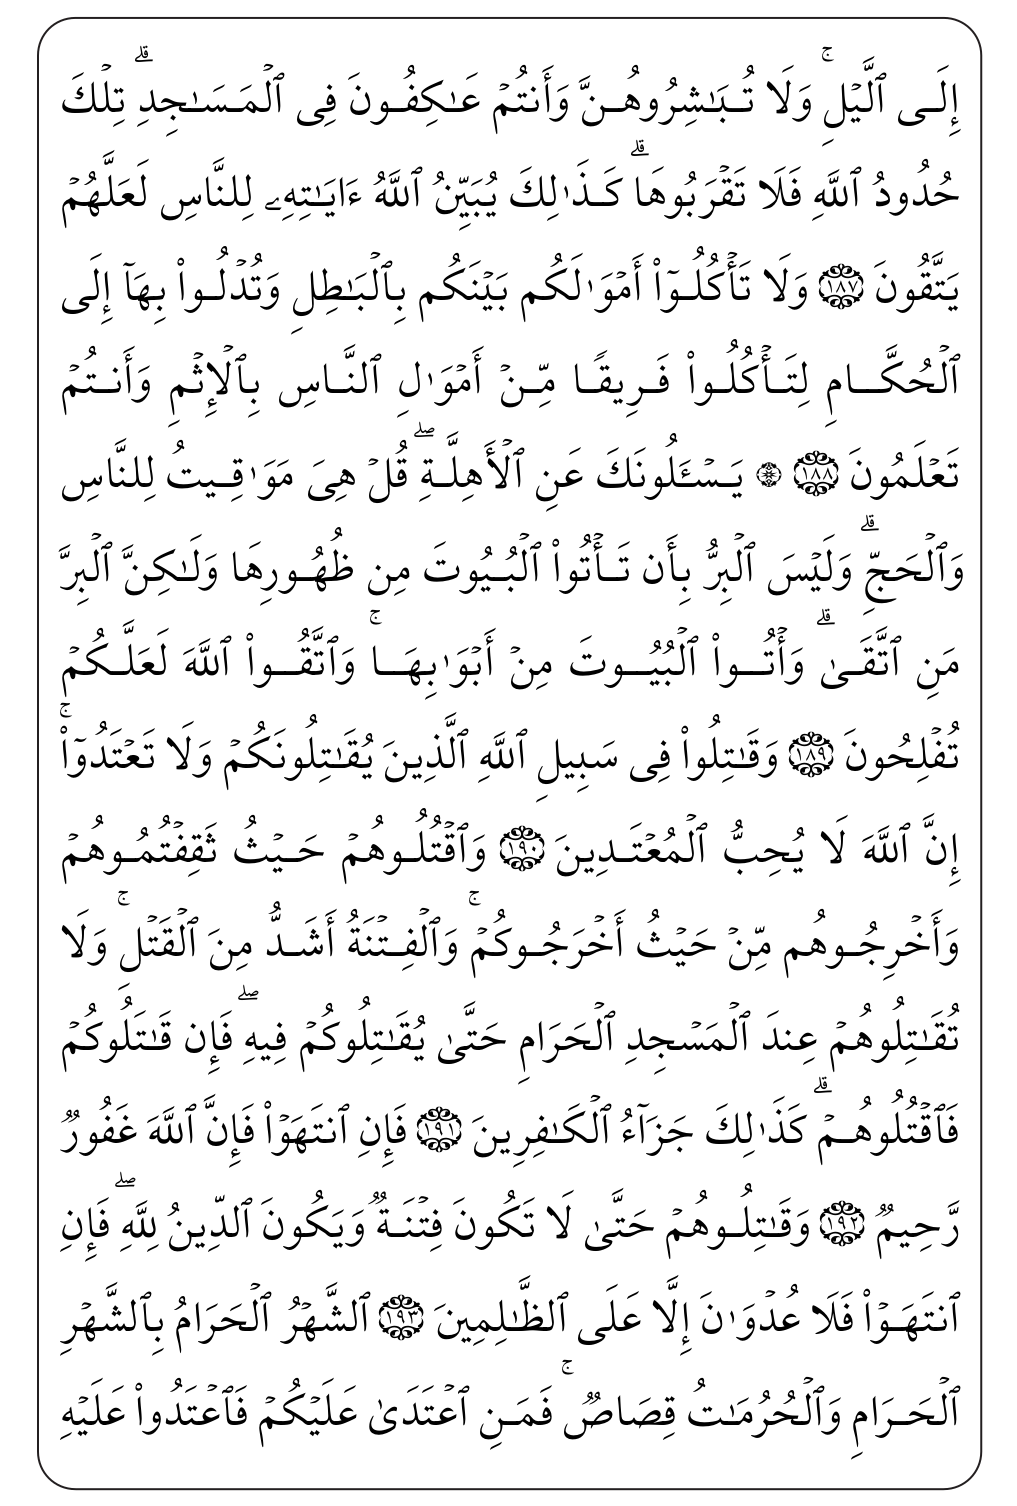 إِلَى ٱلَّيۡلِۚ وَلَا تُبَٰشِرُوهُنَّ وَأَنتُمۡ عَٰكِفُونَ فِى ٱلۡمَسَٰجِدِۗ تِلۡكَ
حُدُودُ ٱللَّهِ فَلَا تَقۡرَبُوهَاۗ كَذَٰلِكَ يُبَيِّنُ ٱللَّهُ ءَايَٰتِهِۦ لِلنَّاسِ لَعَلَّهُمۡ
يَتَّقُونَ ١٨٧ وَلَا تَأۡكُلُوٓاْ أَمۡوَٰلَكُم بَيۡنَكُم بِٱلۡبَٰطِلِ وَتُدۡلُواْ بِهَآ إِلَى
ٱلۡحُكَّامِ لِتَأۡكُلُواْ فَرِيقًا مِّنۡ أَمۡوَٰلِ ٱلنَّاسِ بِٱلۡإِثۡمِ وَأَنتُمۡ
تَعۡلَمُونَ ١٨٨ ۞ يَسۡـَٔلُونَكَ عَنِ ٱلۡأَهِلَّةِۖ قُلۡ هِىَ مَوَٰقِيتُ لِلنَّاسِ
وَٱلۡحَجِّۗ وَلَيۡسَ ٱلۡبِرُّ بِأَن تَأۡتُواْ ٱلۡبُيُوتَ مِن ظُهُورِهَا وَلَٰكِنَّ ٱلۡبِرَّ
مَنِ ٱتَّقَىٰۗ وَأۡتُواْ ٱلۡبُيُوتَ مِنۡ أَبۡوَٰبِهَاۚ وَٱتَّقُواْ ٱللَّهَ لَعَلَّكُمۡ
تُفۡلِحُونَ ١٨٩ وَقَٰتِلُواْ فِى سَبِيلِ ٱللَّهِ ٱلَّذِينَ يُقَٰتِلُونَكُمۡ وَلَا تَعۡتَدُوٓاْۚ
إِنَّ ٱللَّهَ لَا يُحِبُّ ٱلۡمُعۡتَدِينَ ١٩٠ وَٱقۡتُلُوهُمۡ حَيۡثُ ثَقِفۡتُمُوهُمۡ
وَأَخۡرِجُوهُم مِّنۡ حَيۡثُ أَخۡرَجُوكُمۡۚ وَٱلۡفِتۡنَةُ أَشَدُّ مِنَ ٱلۡقَتۡلِۚ وَلَا
تُقَٰتِلُوهُمۡ عِندَ ٱلۡمَسۡجِدِ ٱلۡحَرَامِ حَتَّىٰ يُقَٰتِلُوكُمۡ فِيهِۖ فَإِن قَٰتَلُوكُمۡ
فَٱقۡتُلُوهُمۡۗ كَذَٰلِكَ جَزَآءُ ٱلۡكَٰفِرِينَ ١٩١ فَإِنِ ٱنتَهَوۡاْ فَإِنَّ ٱللَّهَ غَفُورٌ
رَّحِيمٌ ١٩٢ وَقَٰتِلُوهُمۡ حَتَّىٰ لَا تَكُونَ فِتۡنَةٌ وَيَكُونَ ٱلدِّينُ لِلَّهِۖ فَإِنِ
ٱنتَهَوۡاْ فَلَا عُدۡوَٰنَ إِلَّا عَلَى ٱلظَّٰلِمِينَ ١٩٣ ٱلشَّهۡرُ ٱلۡحَرَامُ بِٱلشَّهۡرِ
ٱلۡحَرَامِ وَٱلۡحُرُمَٰتُ قِصَاصٌۚ فَمَنِ ٱعۡتَدَىٰ عَلَيۡكُمۡ فَٱعۡتَدُواْ عَلَيۡهِ